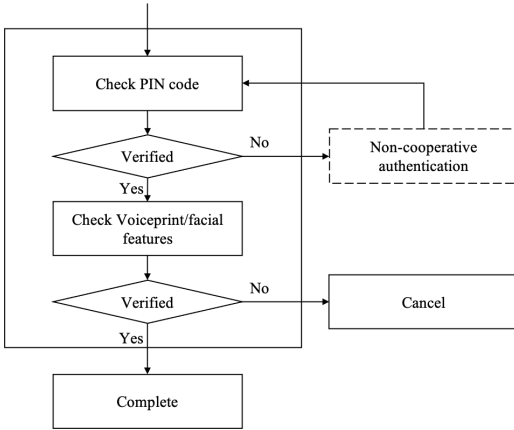 Check PIN code
Verified
No
Non-cooperative
authentication
Yes
Check Voiceprint/facial
features
Verified
No
Cancel
Yes
Complete